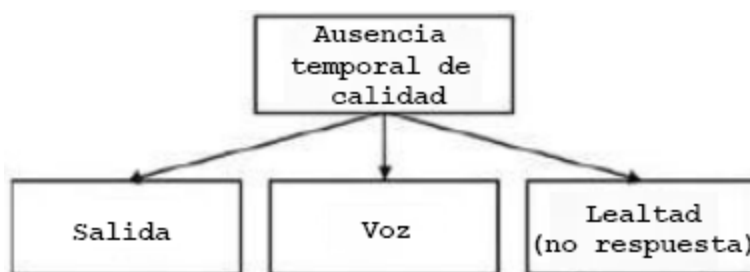 Ausencia
temporal de
calidad
Salida
Voz
Lealtad
(no respuesta)